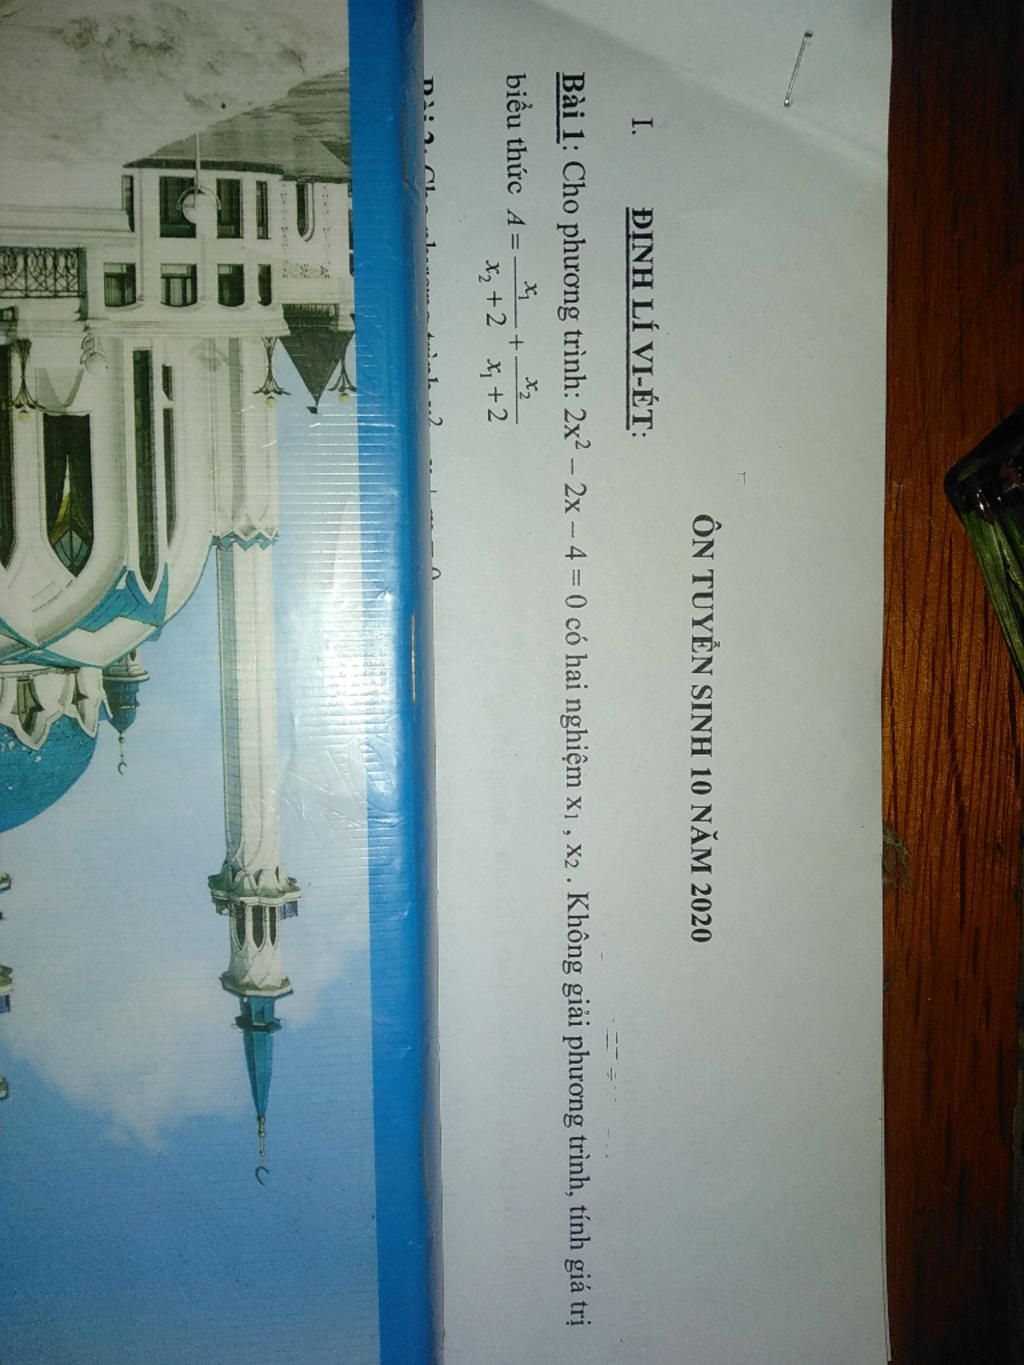 ÔN TUYỂN SINH 10 NĂM 2020
I. ĐINH LÍ VI-ÉT:
Bài 1: Cho phương trình: 2x² – 2x – 4 = 0 có hai nghiệm x₁ , x₂ . Không giải phương trình, tính giá trị
biểu thức A = x₁/(x₂ + 2) + x₂/(x₁ + 2)